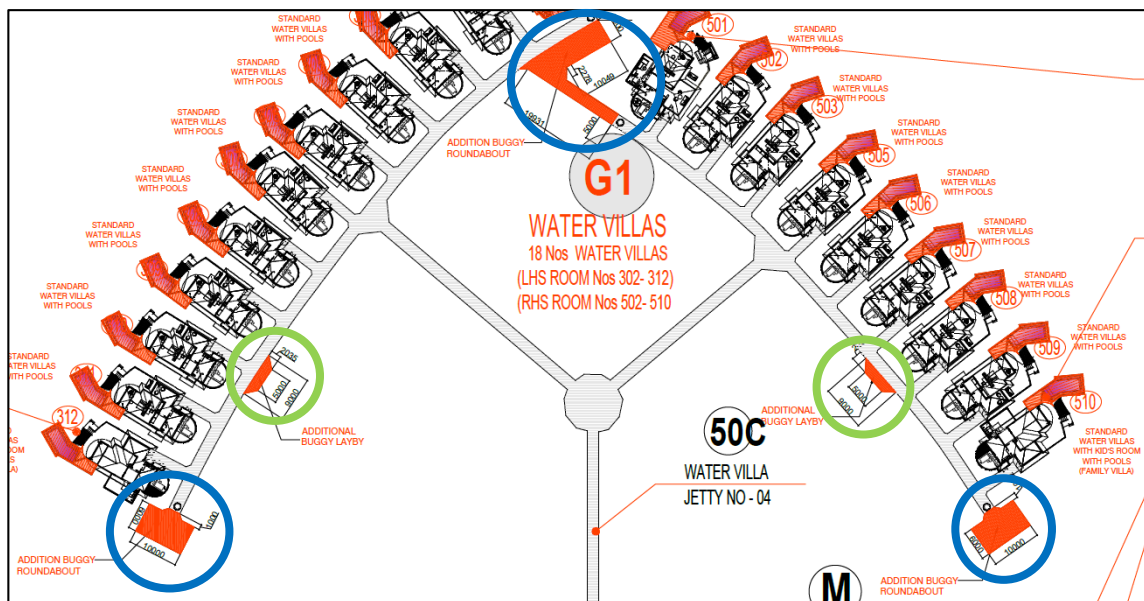 STANDARD
WATER VILLAS
WITH POOLS
501
STANDARD
WATER VILLAS
WITH POOLS
502
STANDARD
WATER VILLAS
WITH POOLS
STANDARD
WATER VILLAS
WITH POOLS
503
STANDARD
WATER VILLAS
WITH POOLS
2278
10049
19931
5000
ADDITION BUGGY
ROUNDABOUT
STANDARD
WATER VILLAS
WITH POOLS
505
STANDARD
WATER VILLAS
WITH POOLS
G1
WATER VILLAS
18 Nos WATER VILLAS
(LHS ROOM Nos 302- 312)
(RHS ROOM Nos 502- 510
STANDARD
WATER VILLAS
WITH POOLS
506
STANDARD
WATER VILLAS
WITH POOLS
STANDARD
WATER VILLAS
WITH POOLS
507
STANDARD
WATER VILLAS
WITH POOLS
STANDARD
WATER VILLAS
WITH POOLS
508
STANDARD
WATER VILLAS
WITH POOLS
STANDARD
WATER VILLAS
WITH POOLS
509
STANDARD
WATER VILLAS
WITH POOLS
2035
5000
9000
ADDITIONAL
BUGGY LAYBY
5000
9000
ADDITIONAL
BUGGY LAYBY
510
STANDARD
WATER VILLAS
WITH KID'S ROOM
WITH POOLS
(FAMILY VILLA)
312
50C
WATER VILLA
JETTY NO - 04
10000
ADDITION BUGGY
ROUNDABOUT
6000
10000
ADDITION BUGGY
ROUNDABOUT
M